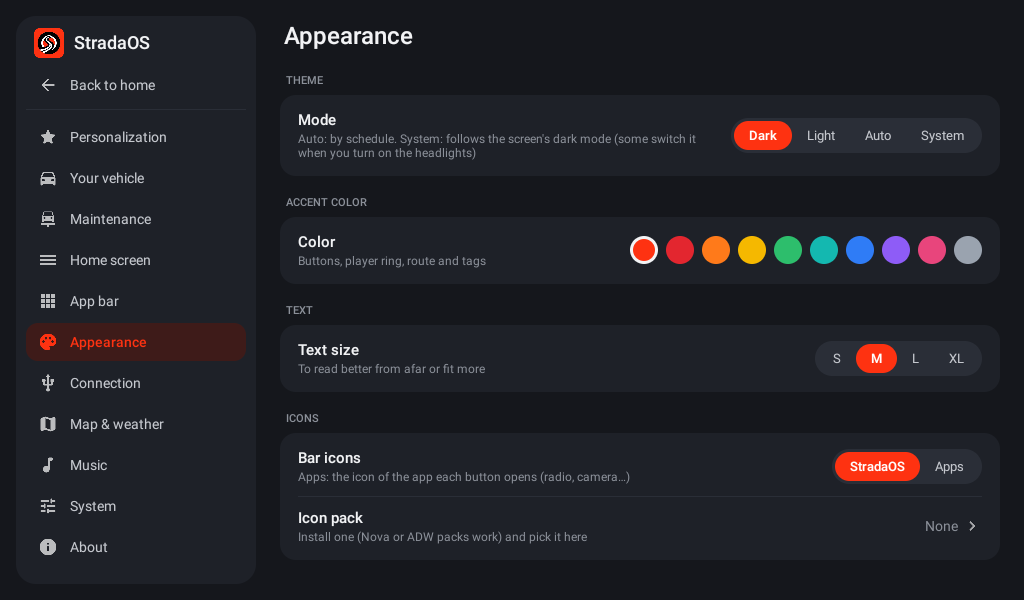 StradaOS
Back to home
Personalization
Your vehicle
Maintenance
Home screen
App bar
Appearance
Connection
Map & weather
Music
System
About
Appearance
THEME
Mode
Auto: by schedule. System: follows the screen's dark mode (some switch it
when you turn on the headlights)
Dark Light Auto System
ACCENT COLOR
Color
Buttons, player ring, route and tags
TEXT
Text size
To read better from afar or fit more
S M L XL
ICONS
Bar icons
Apps: the icon of the app each button opens (radio, camera…)
StradaOS Apps
Icon pack
Install one (Nova or ADW packs work) and pick it here
None